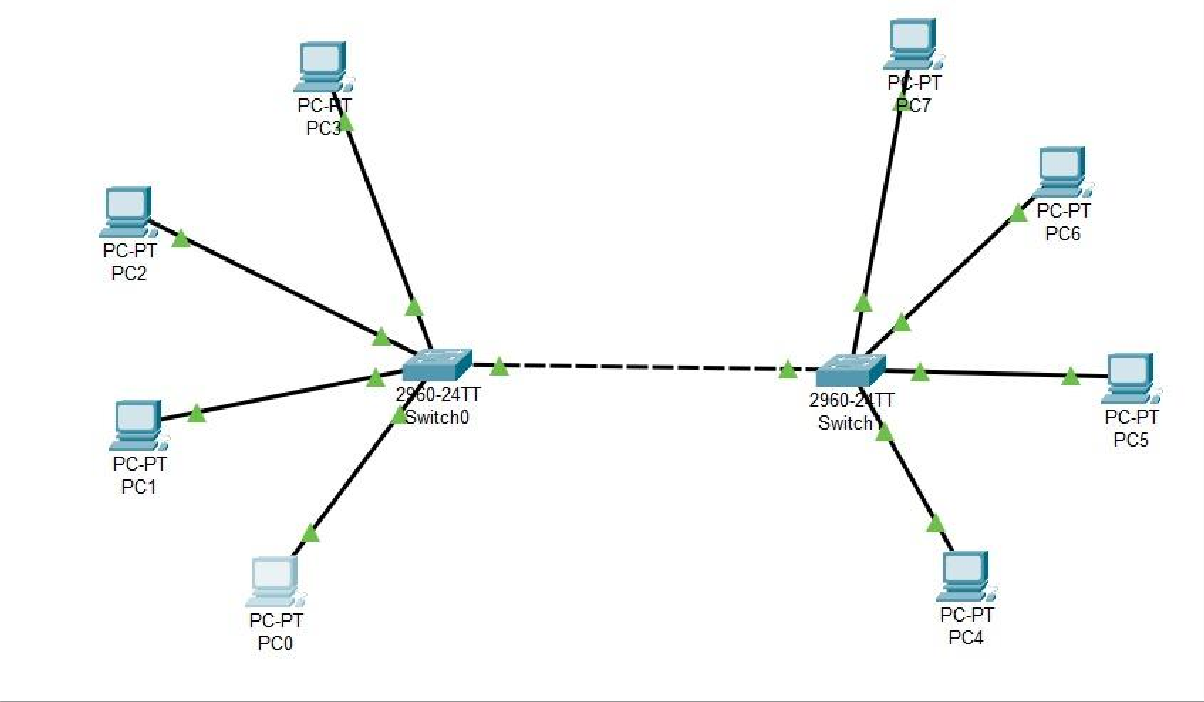 PC-PT
PC3
PC-PT
PC7
PC-PT
PC2
PC-PT
PC6
2960-24TT
Switch0
2960-24TT
Switch
PC-PT
PC1
PC-PT
PC5
PC-PT
PC0
PC-PT
PC4